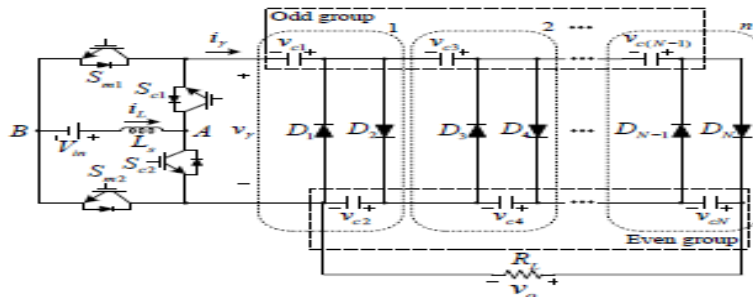 Odd group
i_y
1
2
...
n
v_c1
v_c3
v_c(N-1)
S_m1
S_c1
i_L
B
V_in
L_s
A
v_y
D_1
D_2
D_3
D_4
...
D_N-1
D_N
S_c2
S_m2
v_c2
v_c4
...
v_cN
Even group
R_L
v_o